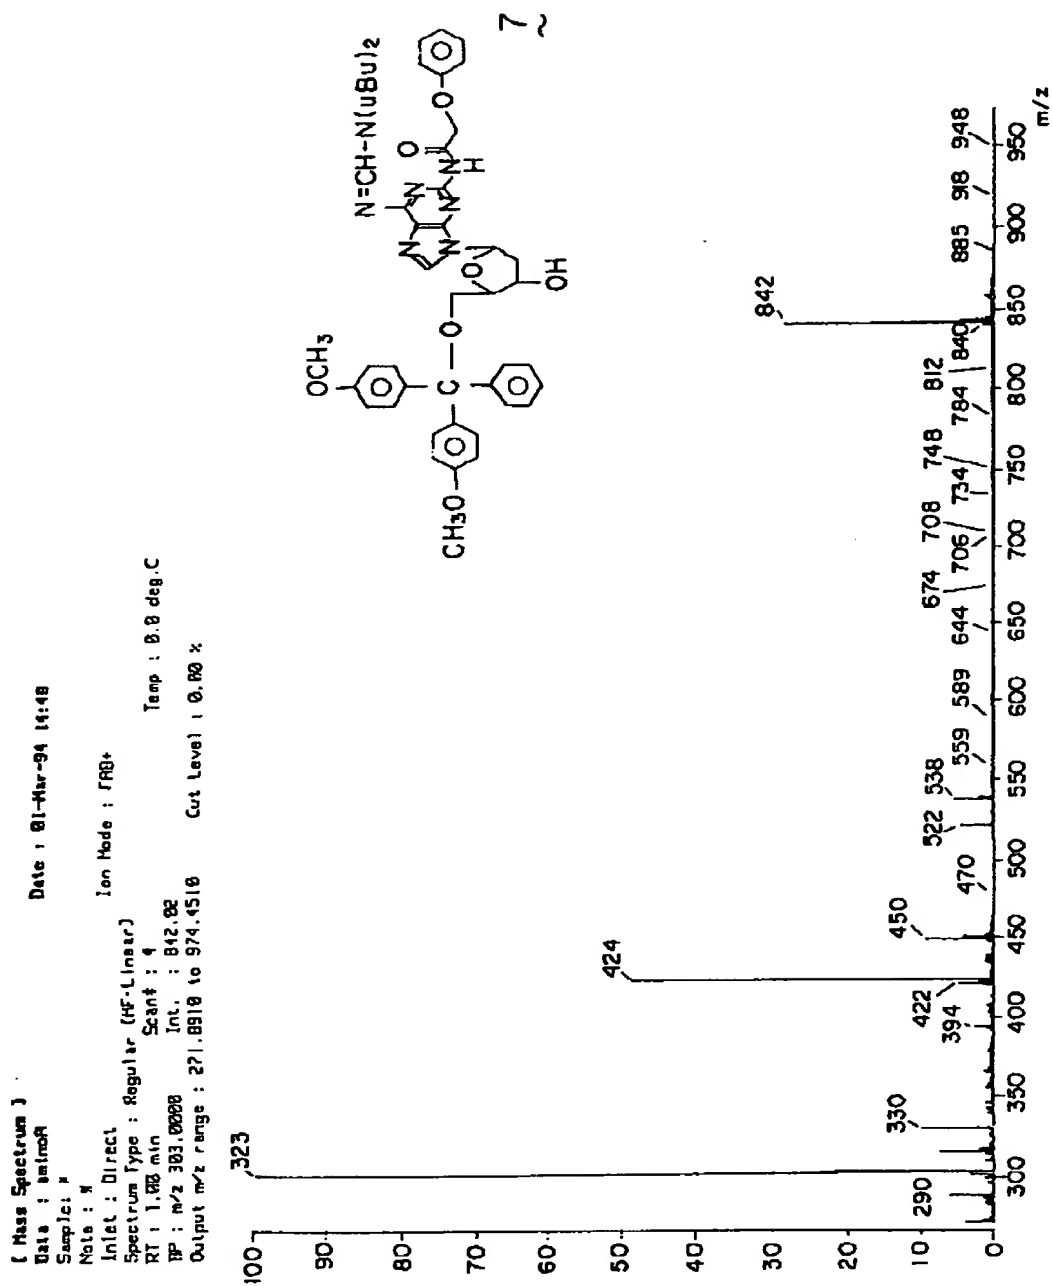 [ Mass Spectrum ]
Data : aminoA Date : 01-Mar-94 14:48
Sample: *
Note : *
Inlet : Direct Ion Mode : FAB+
Spectrum Type : Regular (MF-Linear)
RT : 1.00 min Scan# : 4 Temp : 0.0 deg.C
BP : m/z 303.0000 Int. : 842.02
Output m/z range : 271.8910 to 974.4510 Cut Level : 0.00 %
OCH3
CH3O
C
O
O
OH
N=CH-N(uBu)2
N
N
N
N
N
H
O
O
7
100
90
80
70
60
50
40
30
20
10
0
323
290
330
394
422
424
450
470
522
538
559
589
644
674
706
708
734
748
784
812
840
842
885
918
948
300
350
400
450
500
550
600
650
700
750
800
850
900
950
m/z